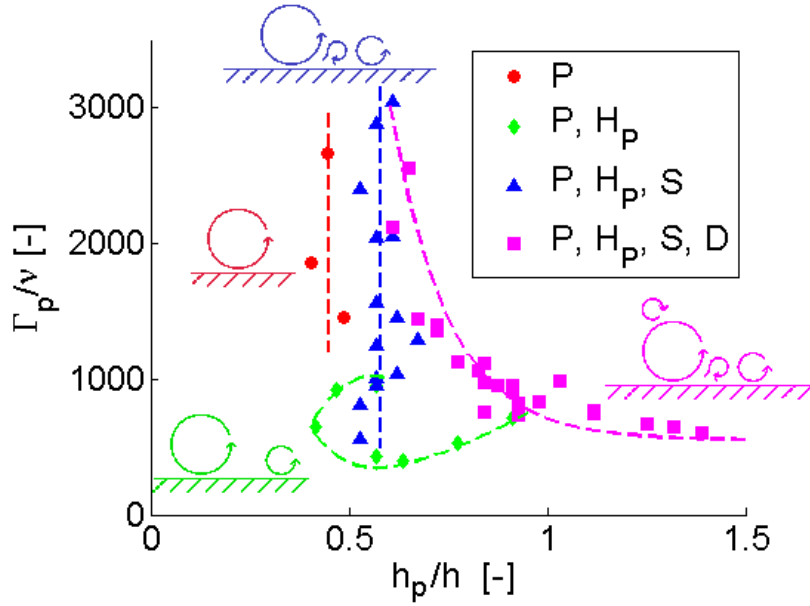 3000
2000
1000
0
Γp/ν [-]
0
0.5
1
1.5
hp/h [-]
P
P, HP
P, HP, S
P, HP, S, D